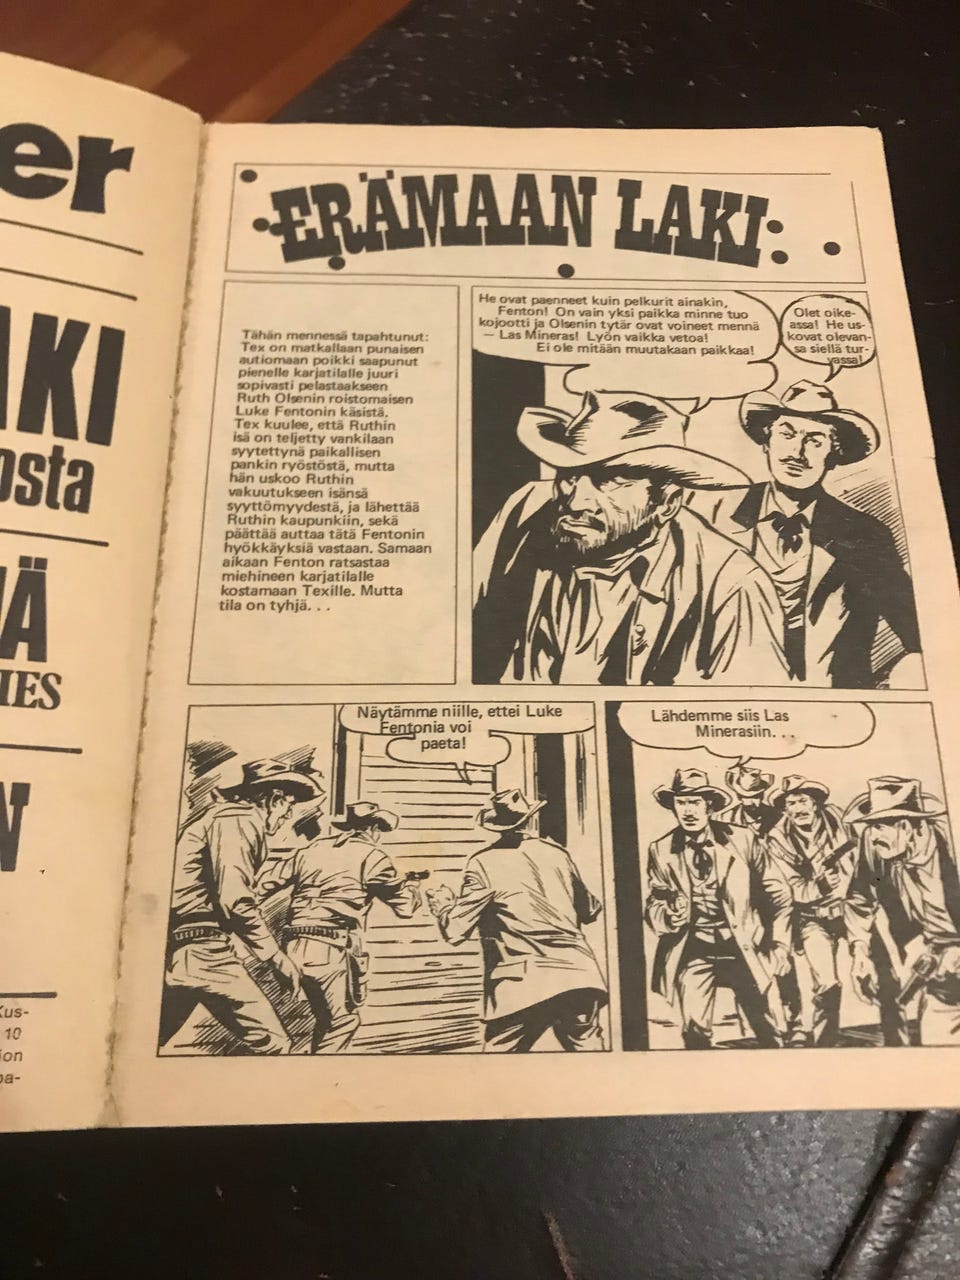 er
AKI
osta
Ä
IES
N
Kus-
10
ion
pa-
ERÄMAAN LAKI
Tähän mennessä tapahtunut:
Tex on matkallaan punaisen
autiomaan poikki saapunut
pienelle karjatilalle juuri
sopivasti pelastaakseen
Ruth Olsenin roistomaisen
Luke Fentonin käsistä.
Tex kuulee, että Ruthin
isä on teljetty vankilaan
syytettynä paikallisen
pankin ryöstöstä, mutta
hän uskoo Ruthin
vakuutukseen isänsä
syyttömyydestä, ja lähettää
Ruthin kaupunkiin, sekä
päättää auttaa tätä Fentonin
hyökkäyksiä vastaan. Samaan
aikaan Fenton ratsastaa
miehineen karjatilalle
kostamaan Texille. Mutta
tila on tyhjä. . .
He ovat paenneet kuin pelkurit ainakin,
Fenton! On vain yksi paikka minne tuo
kojootti ja Olsenin tytär ovat voineet mennä
— Las Mineras! Lyön vaikka vetoa!
Ei ole mitään muutakaan paikkaa!
Olet oike-
assa! He us-
kovat olevan-
sa siellä tur-
vassa!
Näytämme niille, ettei Luke
Fentonia voi
paeta!
Lähdemme siis Las
Minerasiin. . .